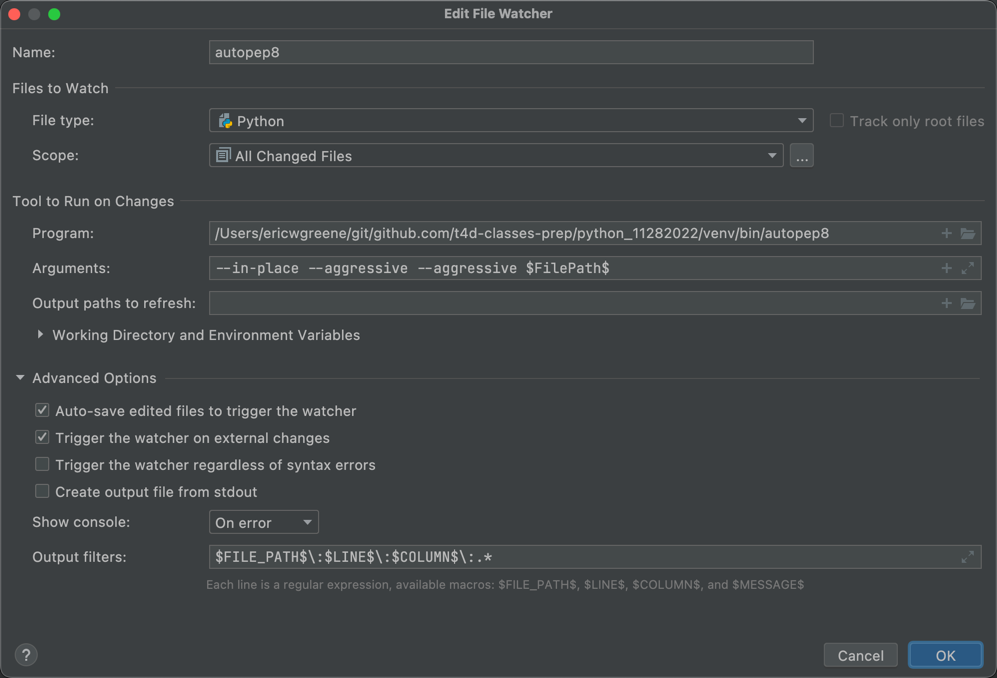 Edit File Watcher
Name: autopep8
Files to Watch
File type: Python Track only root files
Scope: All Changed Files ...
Tool to Run on Changes
Program: /Users/ericwgreene/git/github.com/t4d-classes-prep/python_11282022/venv/bin/autopep8
Arguments: --in-place --aggressive --aggressive $FilePath$
Output paths to refresh:
Working Directory and Environment Variables
Advanced Options
Auto-save edited files to trigger the watcher
Trigger the watcher on external changes
Trigger the watcher regardless of syntax errors
Create output file from stdout
Show console: On error
Output filters: $FILE_PATH$\:$LINE$\:$COLUMN$\:.*
Each line is a regular expression, available macros: $FILE_PATH$, $LINE$, $COLUMN$, and $MESSAGE$
? Cancel OK